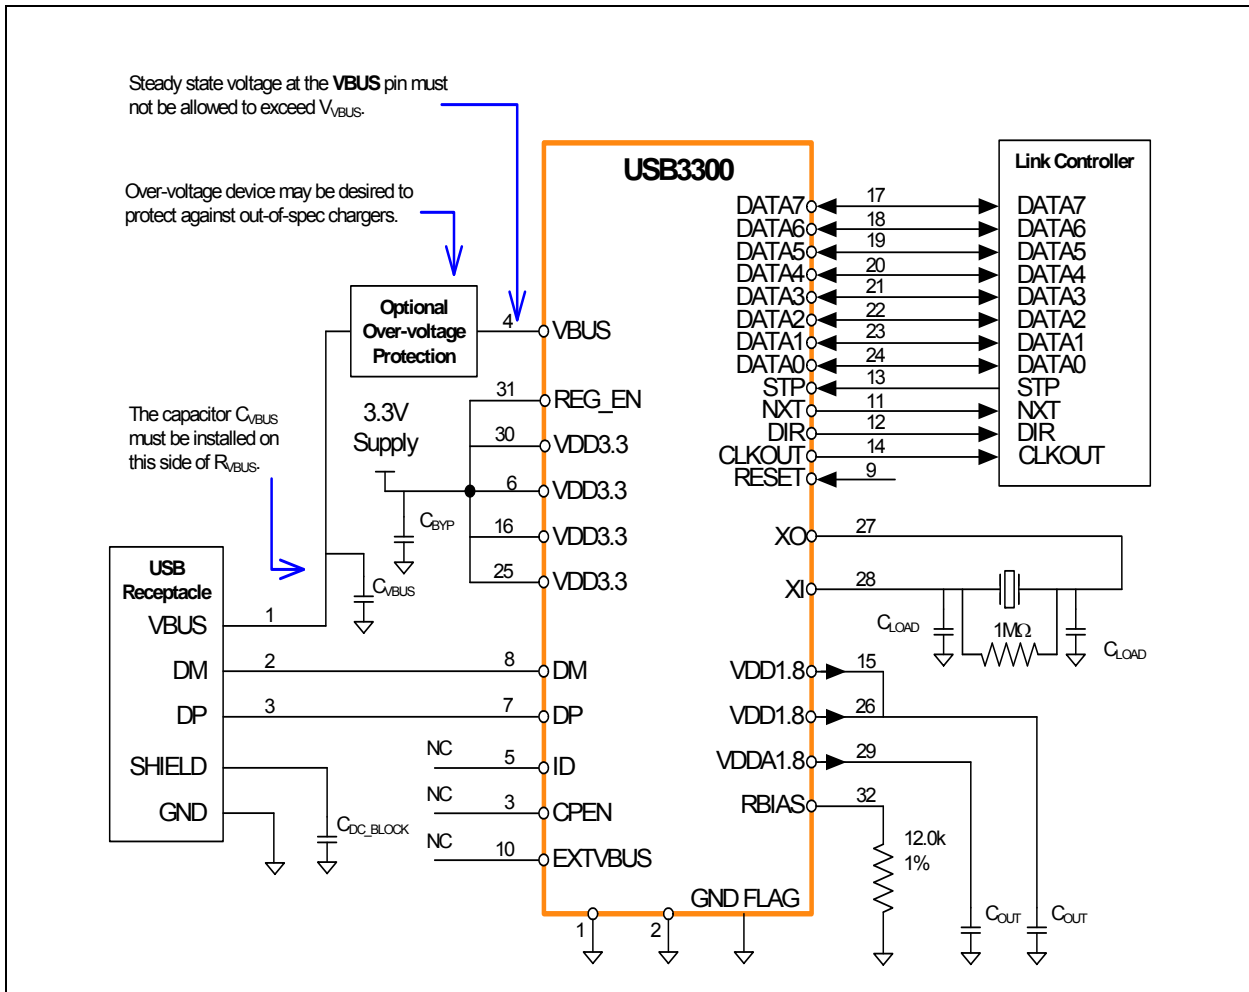 Steady state voltage at the VBUS pin must
not be allowed to exceed VVBUS.
Over-voltage device may be desired to
protect against out-of-spec chargers.
Optional
Over-voltage
Protection
The capacitor CVBUS
must be installed on
this side of RVBUS.
3.3V
Supply
CBYP
CVBUS
USB
Receptacle
VBUS 1
DM 2
DP 3
SHIELD
GND
CDC_BLOCK
USB3300
4 VBUS
31 REG_EN
30 VDD3.3
6 VDD3.3
16 VDD3.3
25 VDD3.3
8 DM
7 DP
NC 5 ID
NC 3 CPEN
NC 10 EXTVBUS
GND FLAG
1
2
Link Controller
DATA7 17 DATA7
DATA6 18 DATA6
DATA5 19 DATA5
DATA4 20 DATA4
DATA3 21 DATA3
DATA2 22 DATA2
DATA1 23 DATA1
DATA0 24 DATA0
STP 13 STP
NXT 11 NXT
DIR 12 DIR
CLKOUT 14 CLKOUT
RESET 9
XO 27
XI 28
CLOAD
1MΩ
CLOAD
VDD1.8 15
VDD1.8 26
VDDA1.8 29
RBIAS 32
12.0k
1%
COUT
COUT